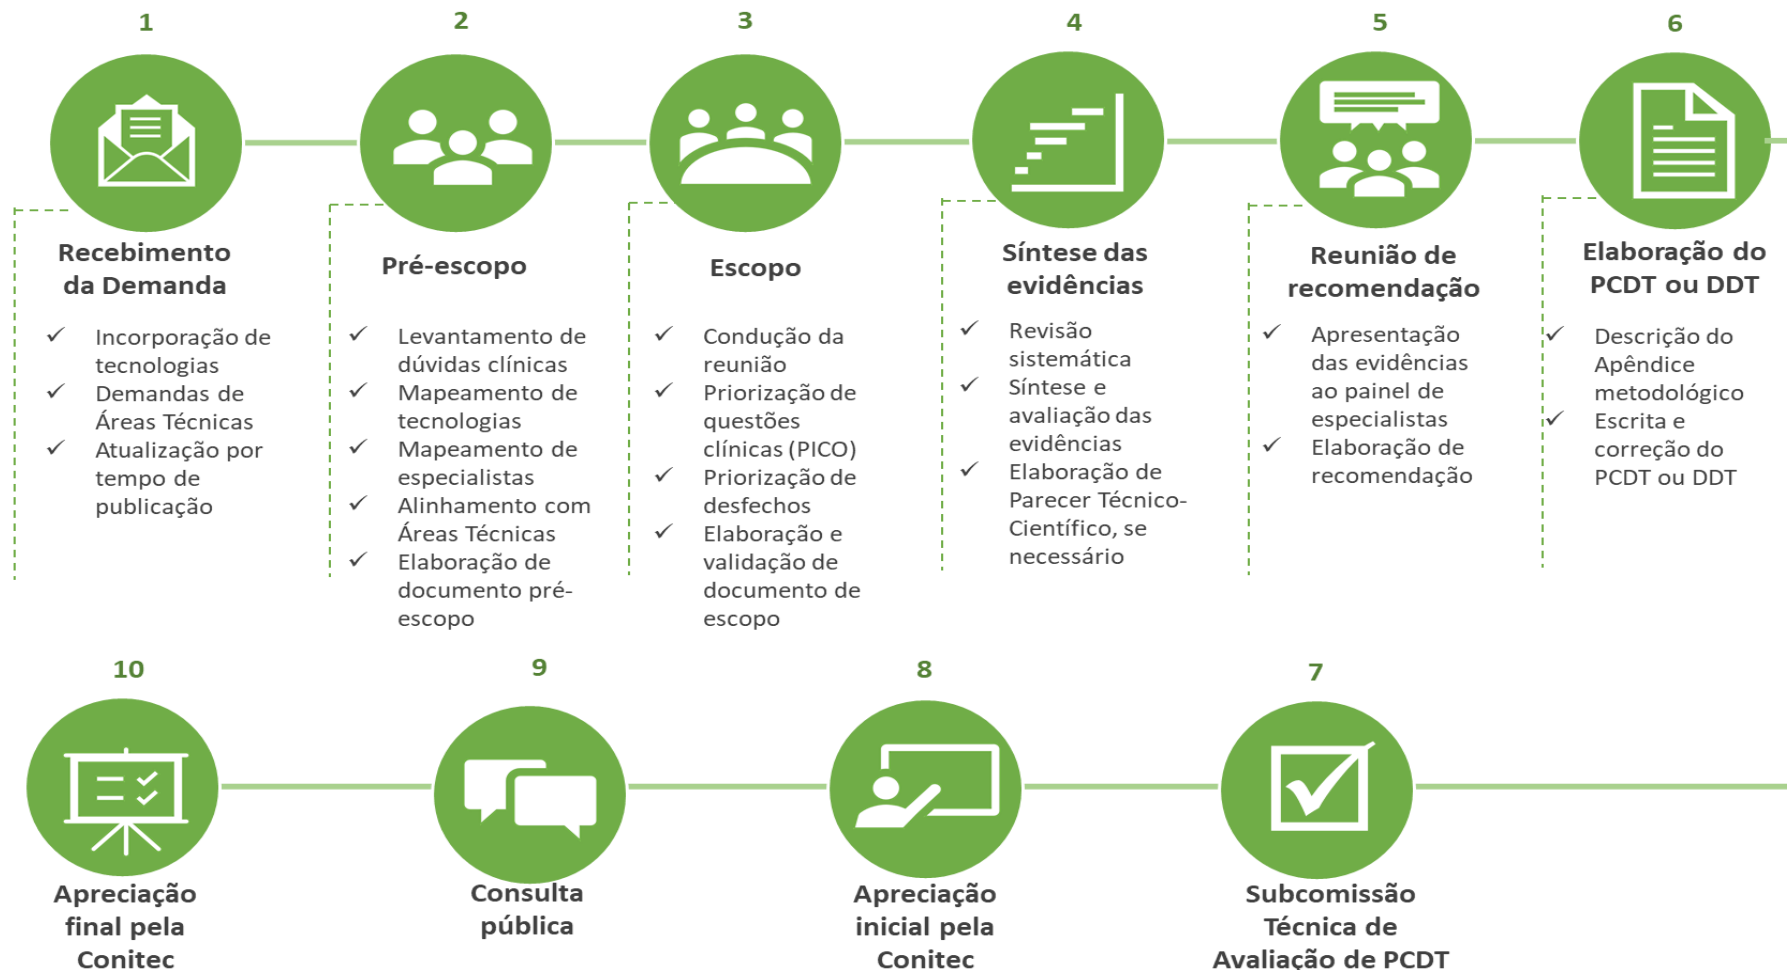 1
Recebimento
da Demanda
✓ Incorporação de
tecnologias
✓ Demandas de
Áreas Técnicas
✓ Atualização por
tempo de
publicação
2
Pré-escopo
✓ Levantamento de
dúvidas clínicas
✓ Mapeamento de
tecnologias
✓ Mapeamento de
especialistas
✓ Alinhamento com
Áreas Técnicas
✓ Elaboração de
documento pré-
escopo
3
Escopo
✓ Condução da
reunião
✓ Priorização de
questões
clínicas (PICO)
✓ Priorização de
desfechos
✓ Elaboração e
validação de
documento de
escopo
4
Síntese das
evidências
✓ Revisão
sistemática
✓ Síntese e
avaliação das
evidências
✓ Elaboração de
Parecer Técnico-
Científico, se
necessário
5
Reunião de
recomendação
✓ Apresentação
das evidências
ao painel de
especialistas
✓ Elaboração de
recomendação
6
Elaboração do
PCDT ou DDT
✓ Descrição do
Apêndice
metodológico
✓ Escrita e
correção do
PCDT ou DDT
7
Subcomissão
Técnica de
Avaliação de PCDT
8
Apreciação
inicial pela
Conitec
9
Consulta
pública
10
Apreciação
final pela
Conitec